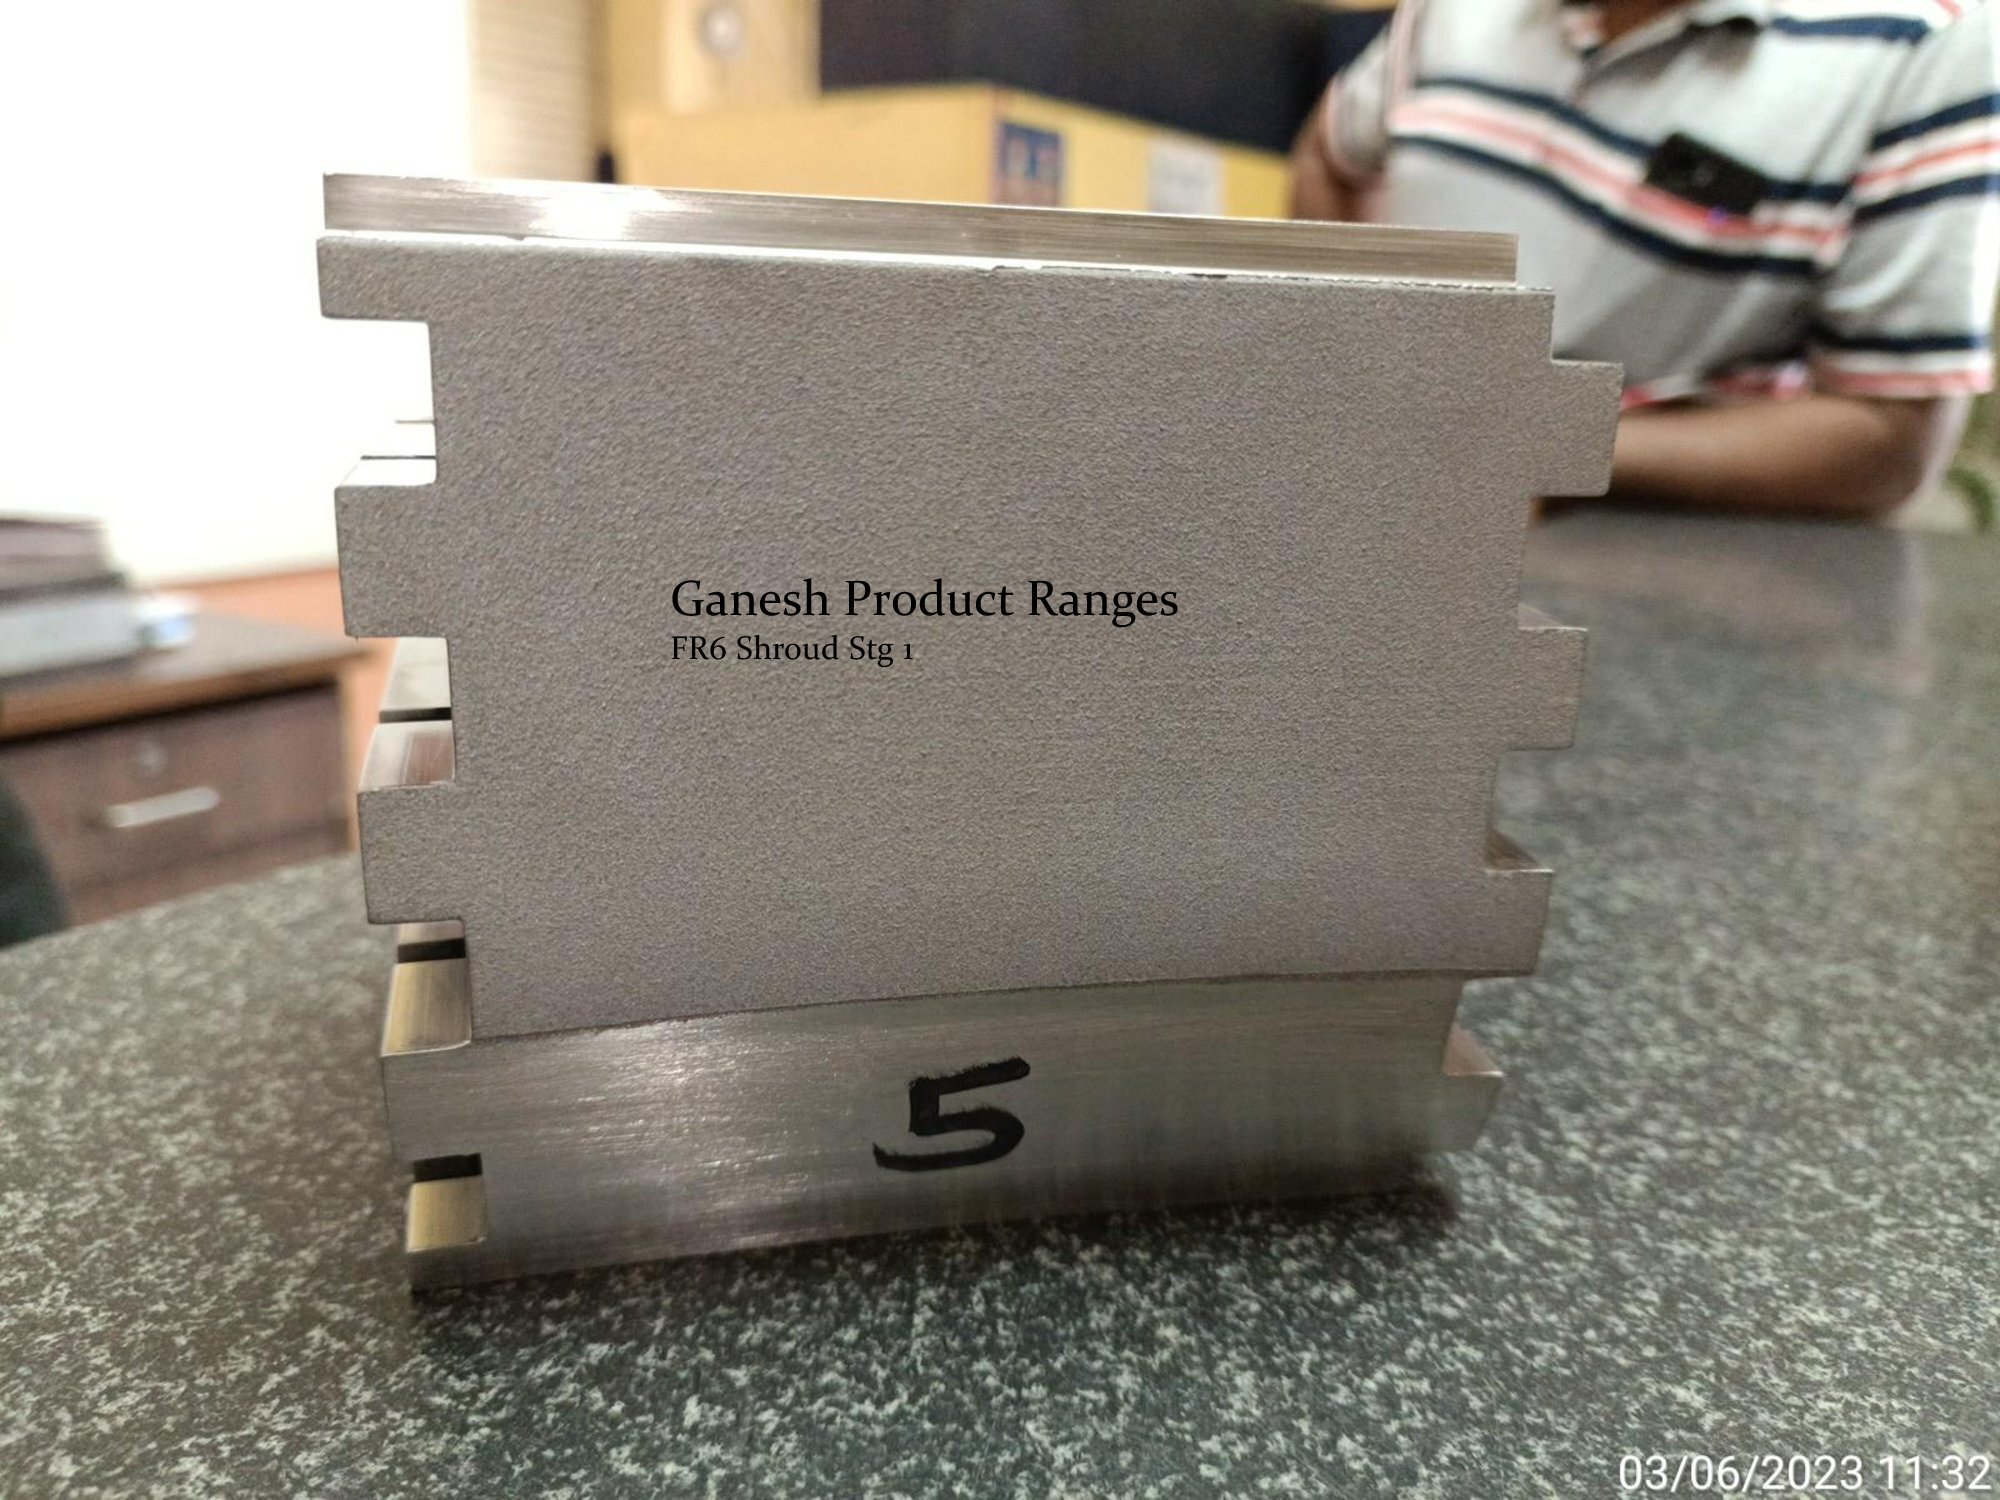 Ganesh Product Ranges
FR6 Shroud Stg 1
5
03/06/2023 11:32